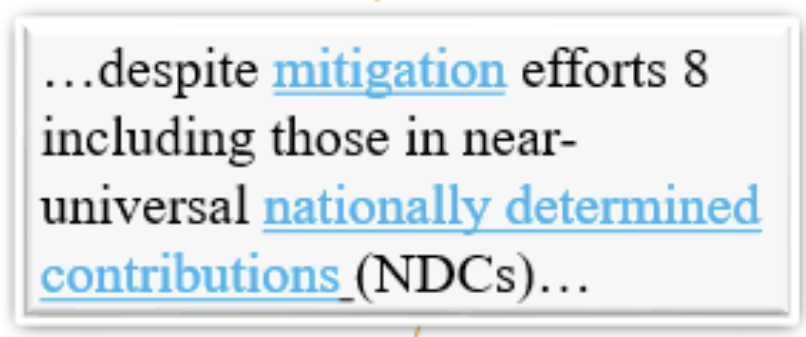 …despite mitigation efforts 8
including those in near-
universal nationally determined
contributions (NDCs)…